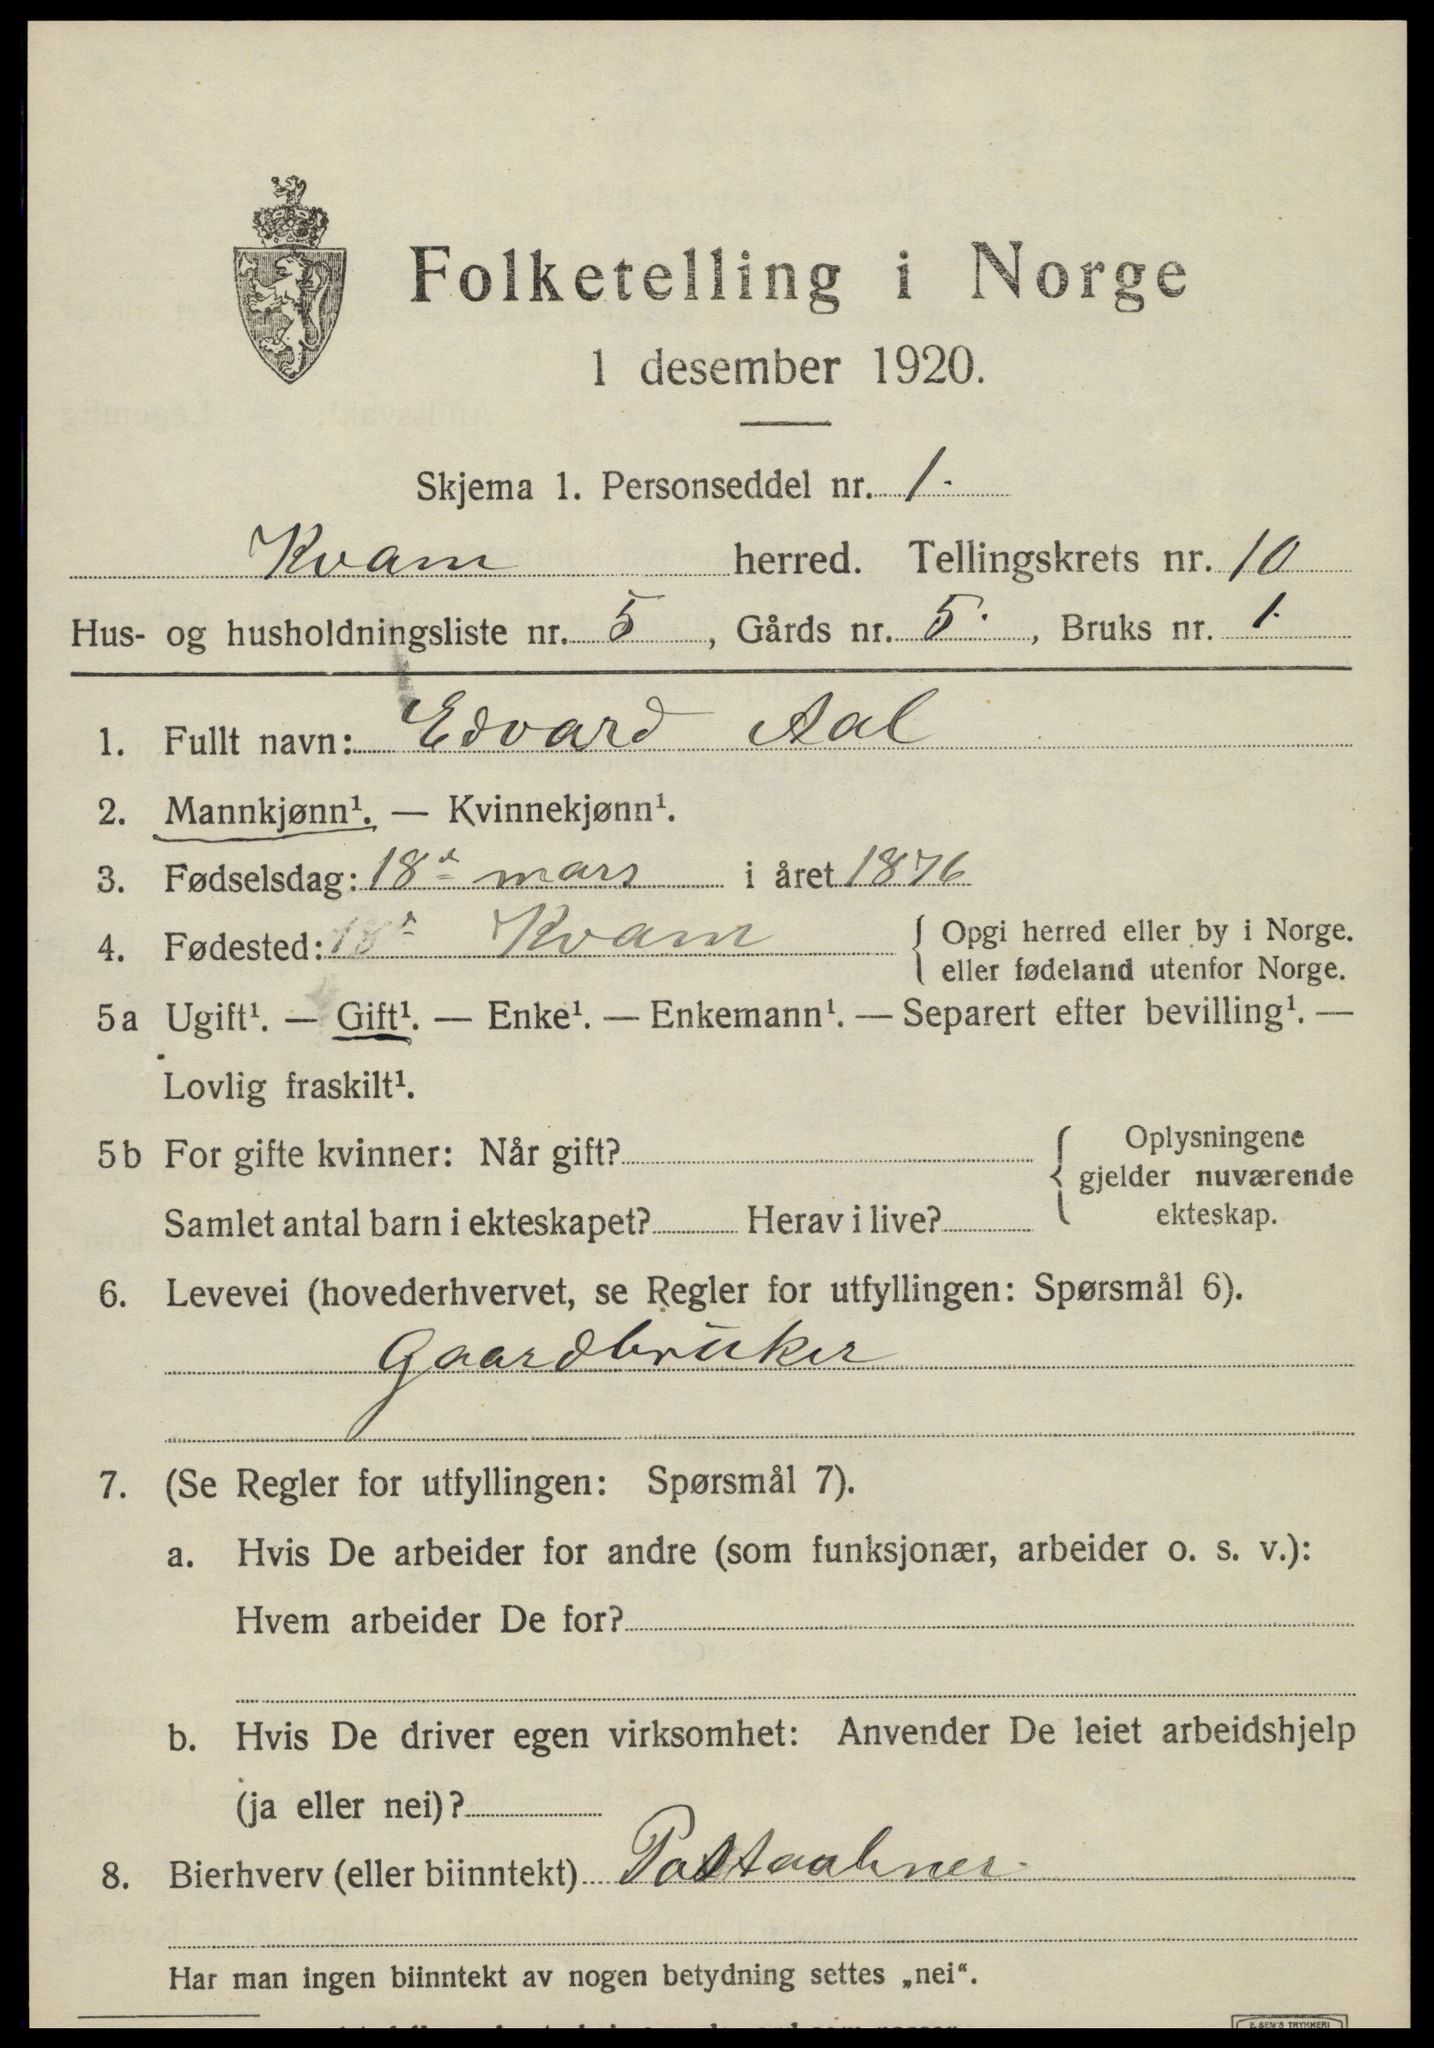 Folketelling i Norge
1 desember 1920.
Skjema 1. Personseddel nr. 1.
Kvam herred. Tellingskrets nr. 10
Hus- og husholdningsliste nr. 5, Gårds nr. 5., Bruks nr. 1.
1. Fullt navn: Edvard Aal
2. Mannkjønn¹. — Kvinnekjønn¹.
3. Fødselsdag: 18de mars i året 1876
4. Fødested: Kvam { Opgi herred eller by i Norge.
eller fødeland utenfor Norge.
5a Ugift¹. — Gift¹. — Enke¹. — Enkemann¹. — Separert efter bevilling¹. —
Lovlig fraskilt¹.
5b For gifte kvinner: Når gift? { Oplysningene
gjelder nuværende
Samlet antal barn i ekteskapet? Herav i live? ekteskap.
6. Levevei (hovederhvervet, se Regler for utfyllingen: Spørsmål 6).
Gaardbruker
7. (Se Regler for utfyllingen: Spørsmål 7).
a. Hvis De arbeider for andre (som funksjonær, arbeider o. s. v.):
Hvem arbeider De for?
b. Hvis De driver egen virksomhet: Anvender De leiet arbeidshjelp
(ja eller nei)?
8. Bierhverv (eller biinntekt) Postaabner.
Har man ingen biinntekt av nogen betydning settes „nei“.
E. SEM'S TRYKKERI